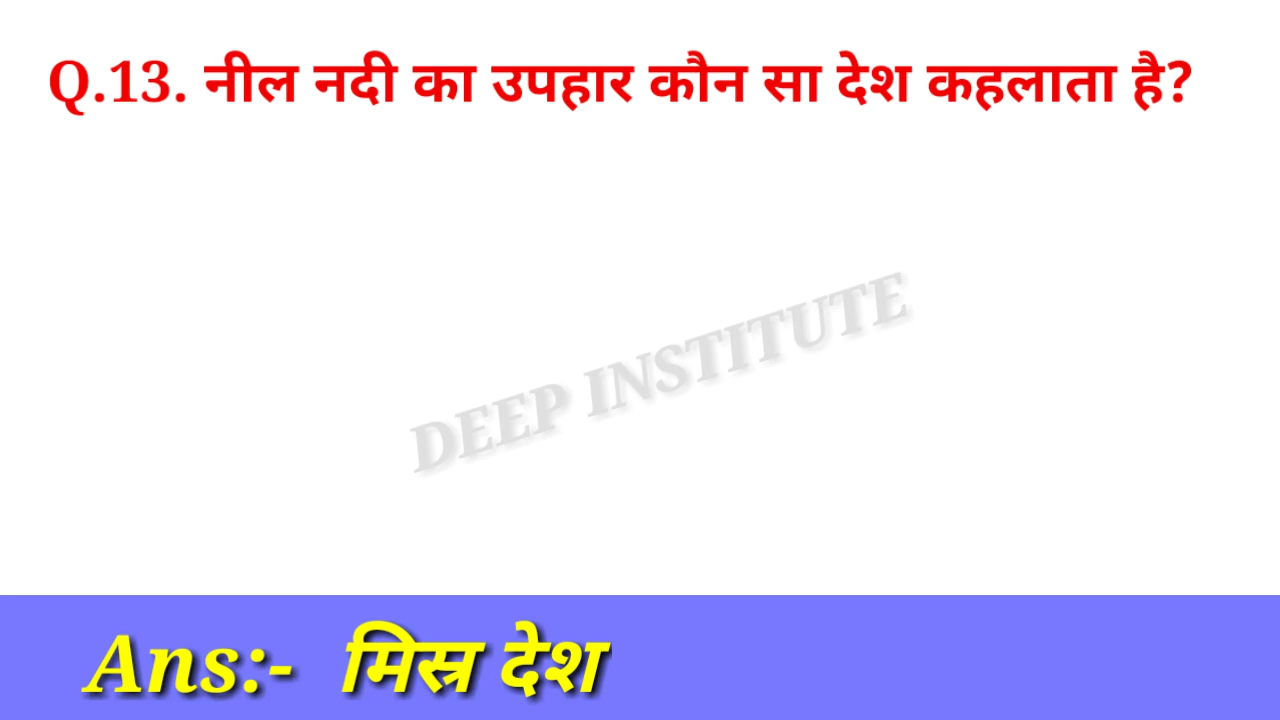 Q.13. नील नदी का उपहार कौन सा देश कहलाता है?
DEEP INSTITUTE
Ans:- मिस्र देश